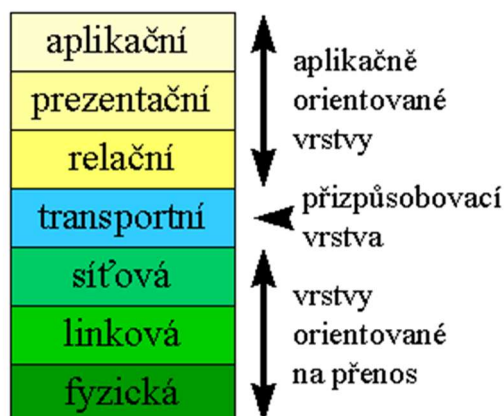 aplikační
prezentační
relační
transportní
síťová
linková
fyzická
aplikačně
orientované
vrstvy
přizpůsobovací
vrstva
vrstvy
orientované
na přenos